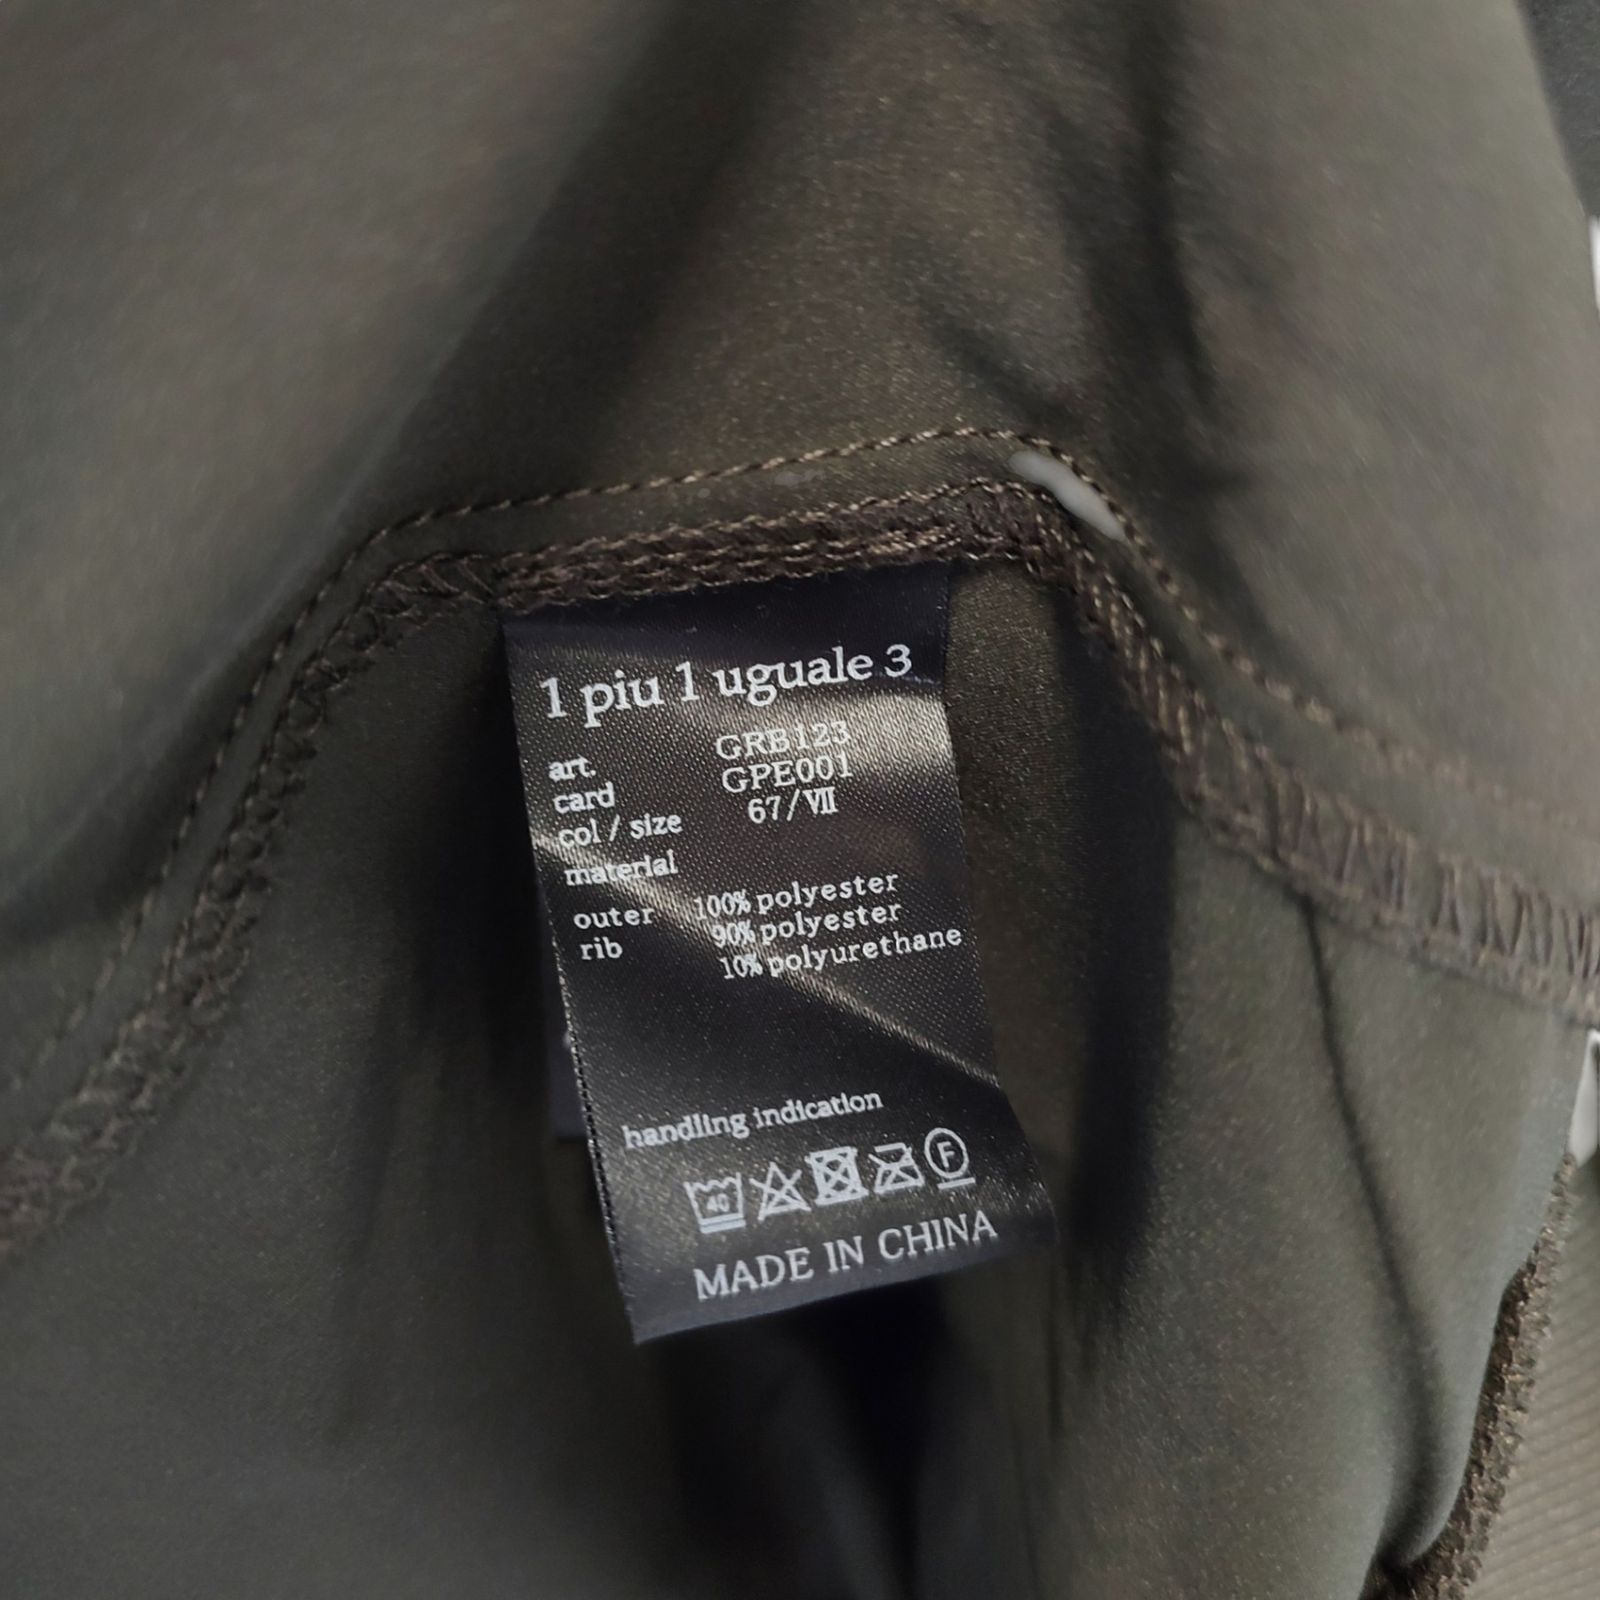 1 piu 1 uguale 3
art. GRB123
card GPE001
col / size 67/Ⅶ
material
outer 100% polyester
rib 90% polyester
10% polyurethane
handling indication
40 F
MADE IN CHINA